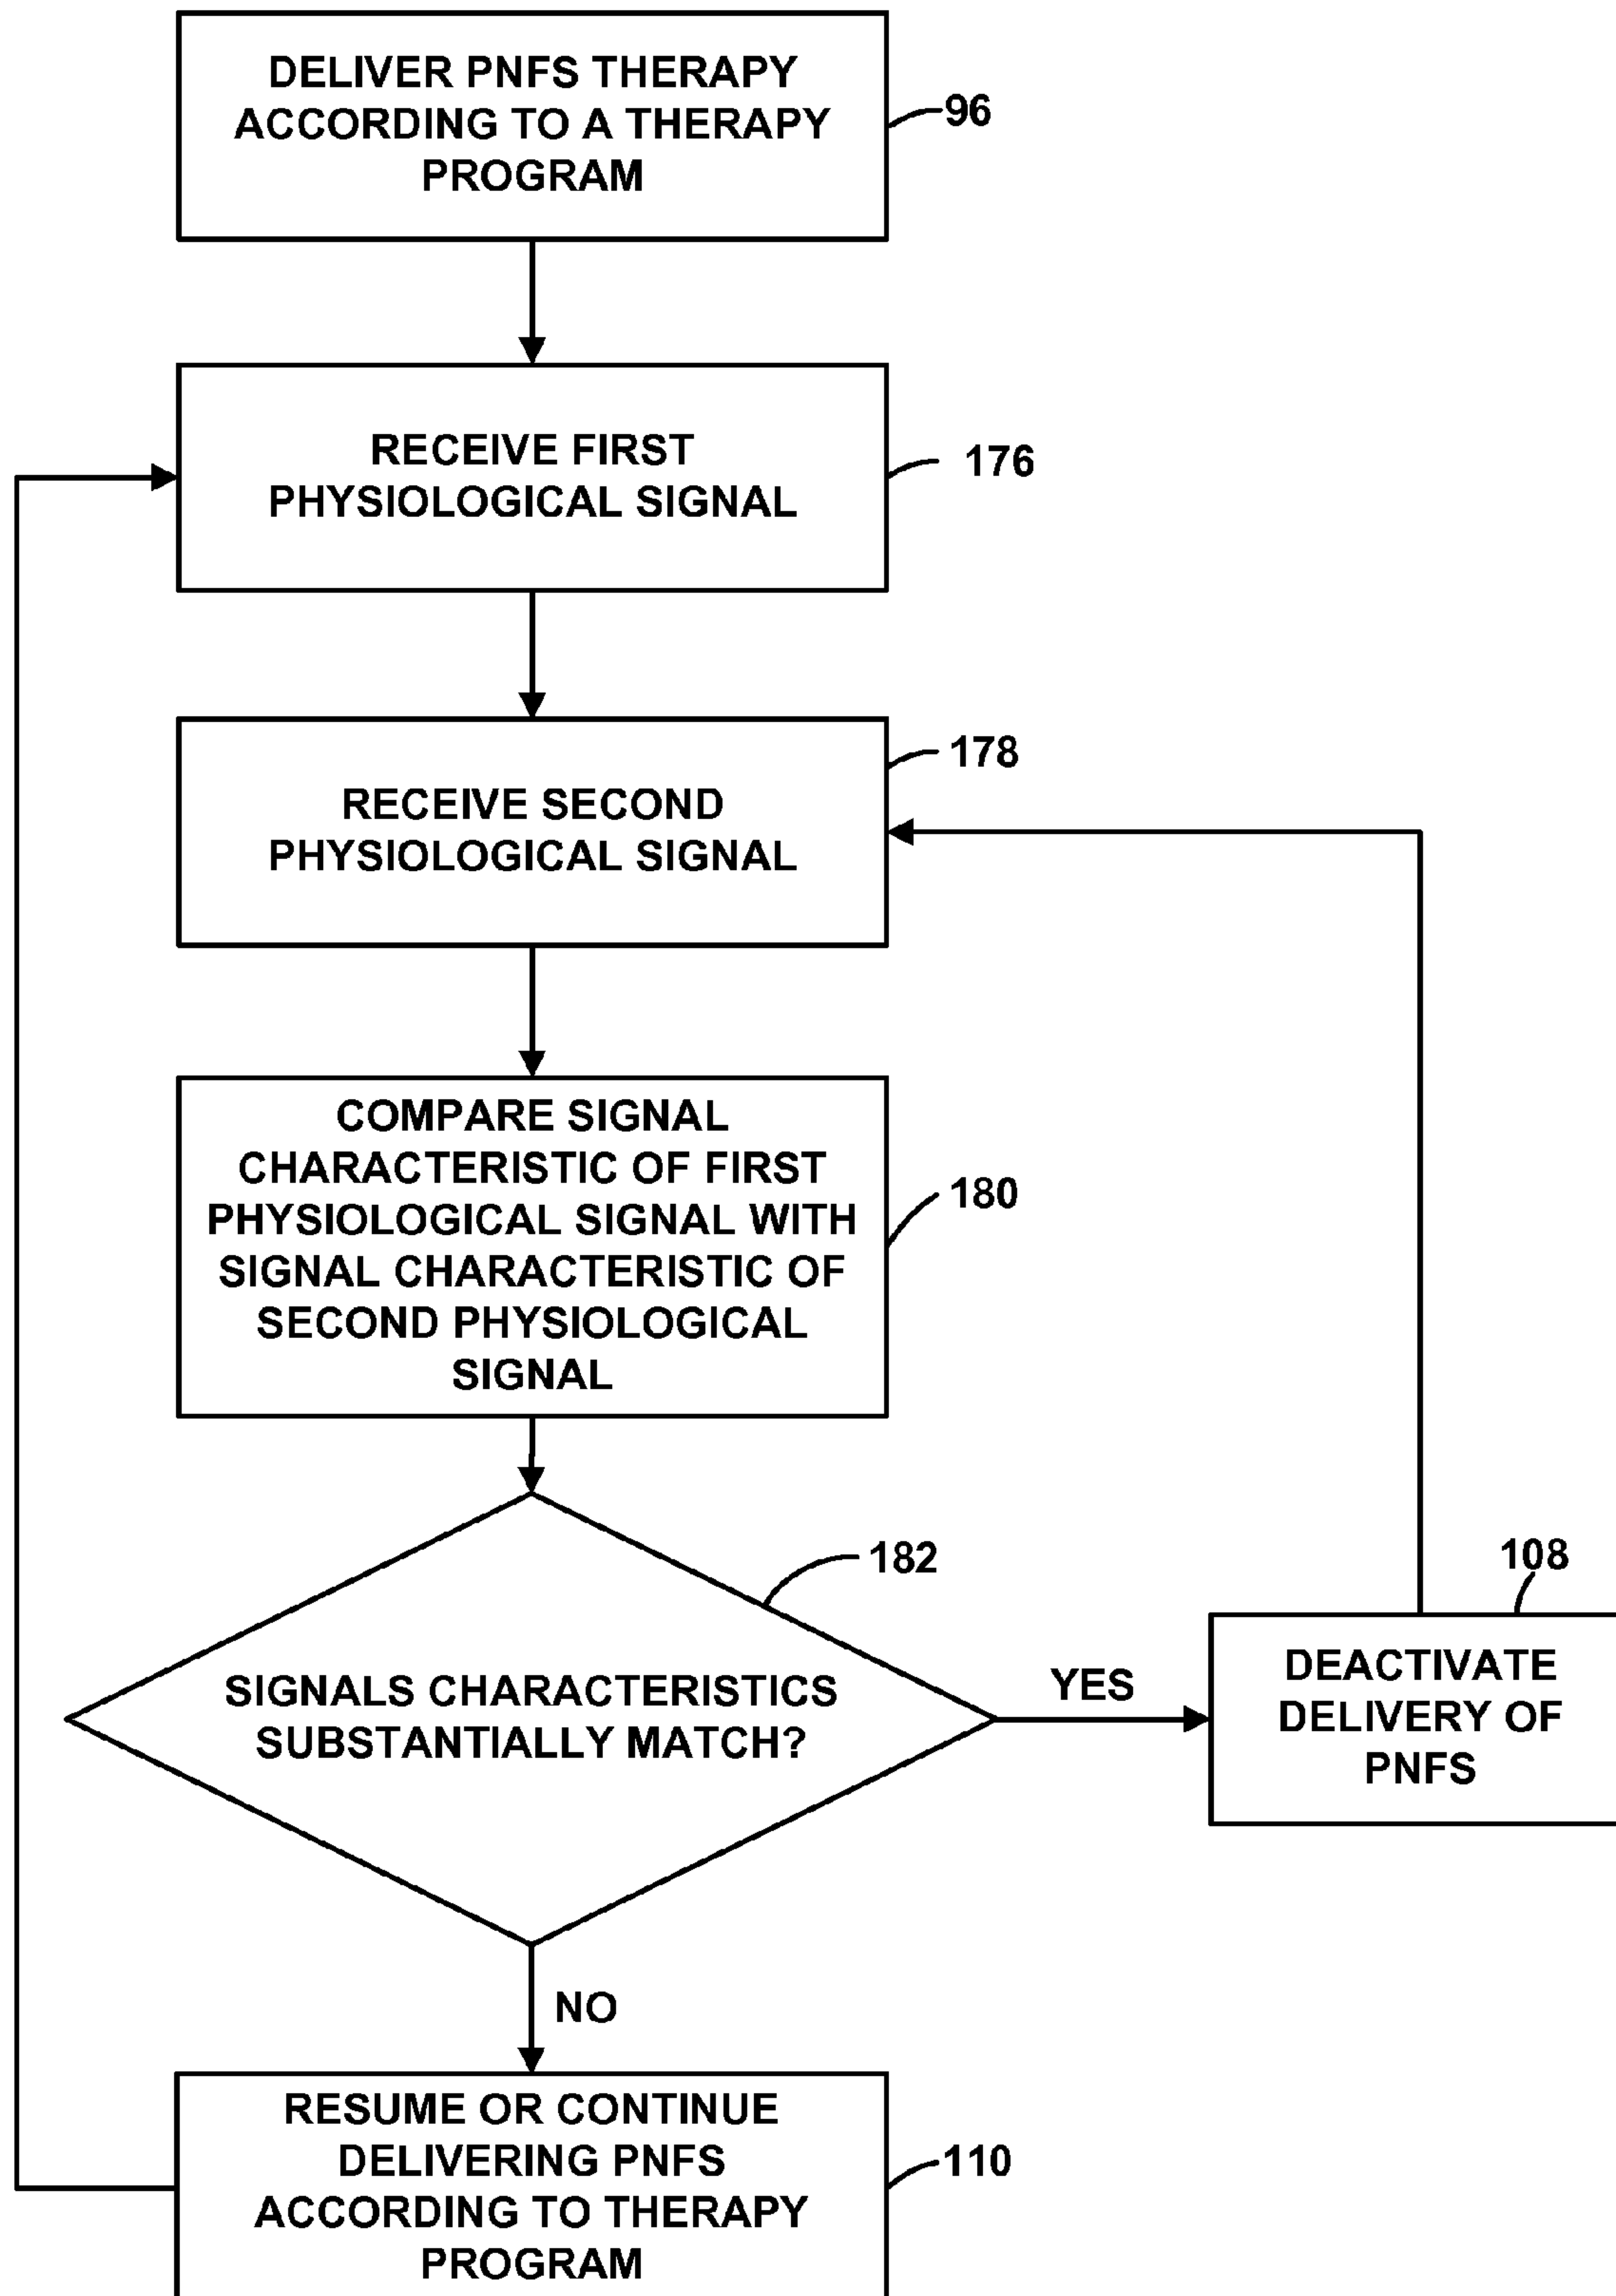 DELIVER PNFS THERAPY
ACCORDING TO A THERAPY
PROGRAM
96
RECEIVE FIRST
PHYSIOLOGICAL SIGNAL
176
RECEIVE SECOND
PHYSIOLOGICAL SIGNAL
178
COMPARE SIGNAL
CHARACTERISTIC OF FIRST
PHYSIOLOGICAL SIGNAL WITH
SIGNAL CHARACTERISTIC OF
SECOND PHYSIOLOGICAL
SIGNAL
180
SIGNALS CHARACTERISTICS
SUBSTANTIALLY MATCH?
182
YES
DEACTIVATE
DELIVERY OF
PNFS
108
NO
RESUME OR CONTINUE
DELIVERING PNFS
ACCORDING TO THERAPY
PROGRAM
110